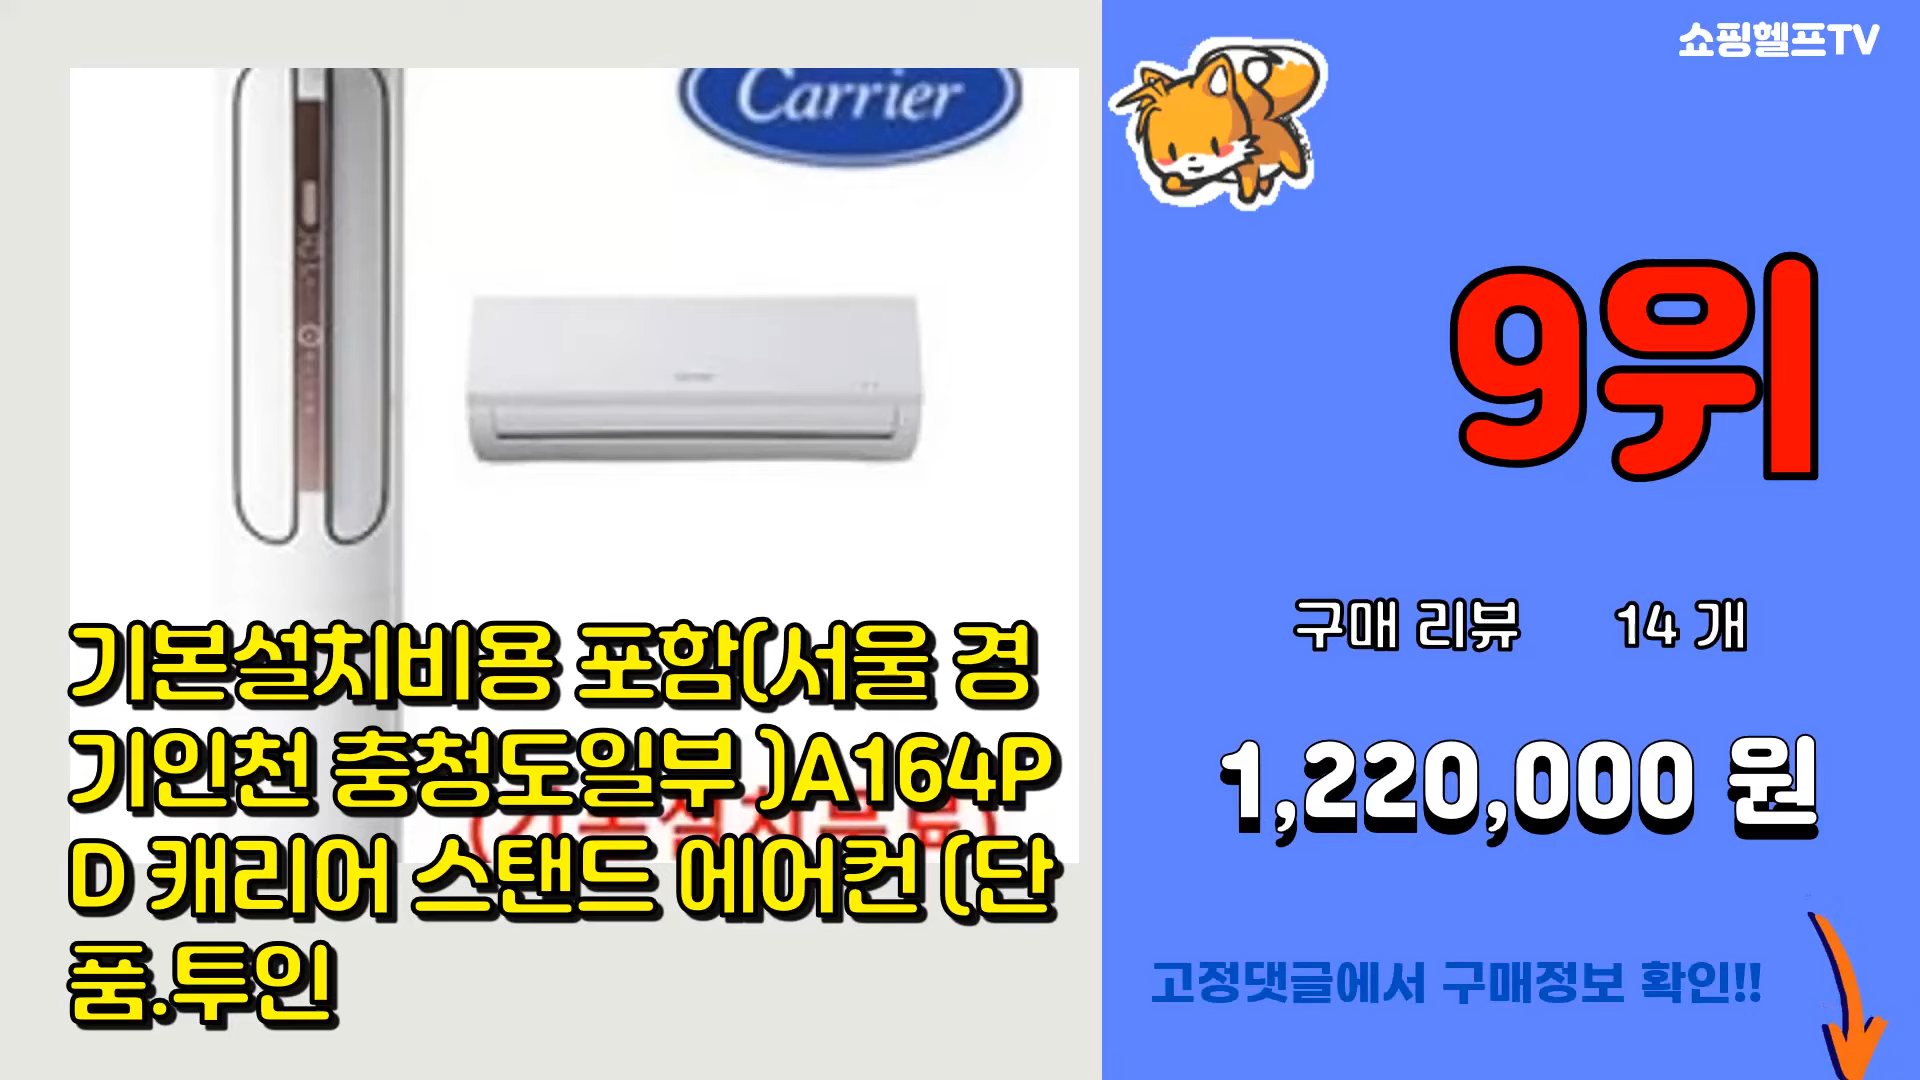 쇼핑헬프TV
Carrier
9위
구매 리뷰 14 개
1,220,000 원
기본설치비용 포함(서울 경
기인천 충청도일부 )A164P
D 캐리어 스탠드 에어컨 (단
품.투인
고정댓글에서 구매정보 확인!!